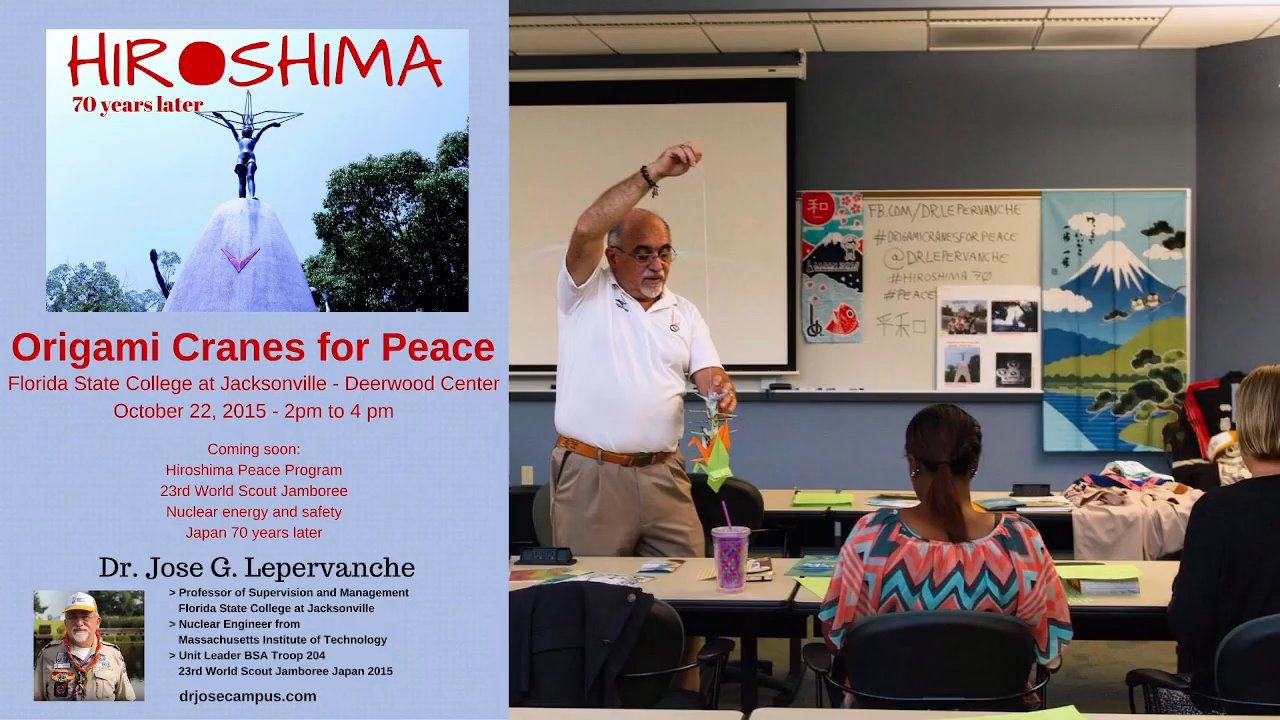 HIROSHIMA
70 years later
Origami Cranes for Peace
Florida State College at Jacksonville - Deerwood Center
October 22, 2015 - 2pm to 4 pm
Coming soon:
Hiroshima Peace Program
23rd World Scout Jamboree
Nuclear energy and safety
Japan 70 years later
Dr. Jose G. Lepervanche
> Professor of Supervision and Management
Florida State College at Jacksonville
> Nuclear Engineer from
Massachusetts Institute of Technology
> Unit Leader BSA Troop 204
23rd World Scout Jamboree Japan 2015
drjosecampus.com
和
FB.COM/DR.LEPERVANCHE
#ORIGAMICRANESFORPEACE
@DRLEPERVANCHE
#HIROSHIMA70
#PEACE
平和